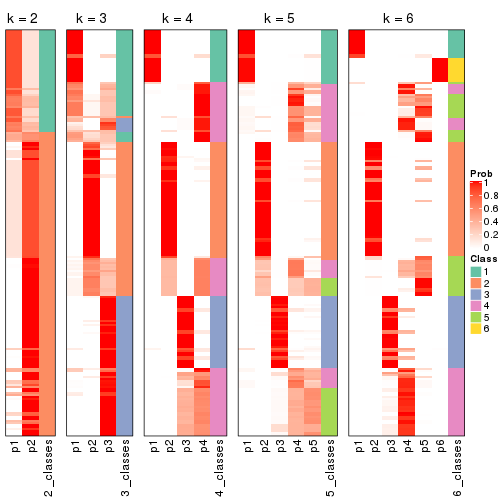 k = 2
k = 3
k = 4
k = 5
k = 6
Prob
1
0.8
0.6
0.4
0.2
0
Class
1
2
3
4
5
6
p1
p2
2_classes
p1
p2
p3
3_classes
p1
p2
p3
p4
4_classes
p1
p2
p3
p4
p5
5_classes
p1
p2
p3
p4
p5
p6
6_classes